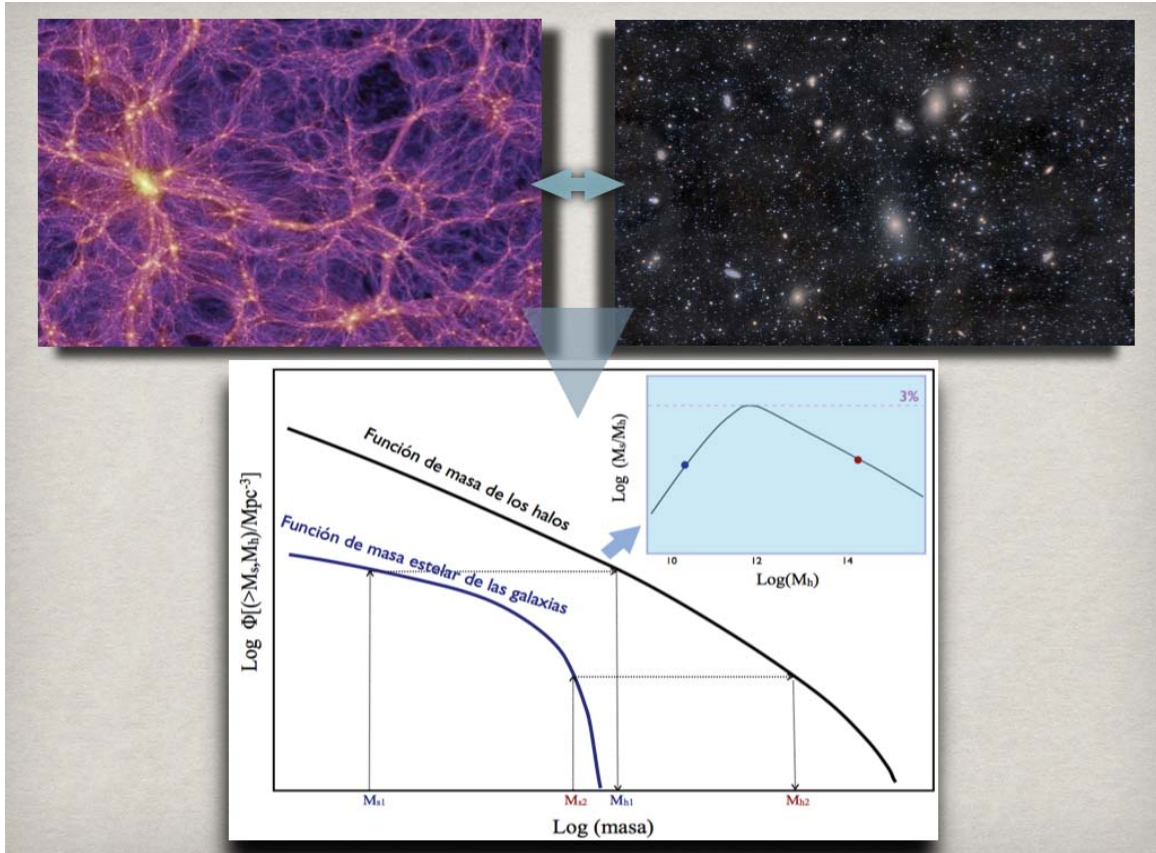 3%
Log (Mₛ/Mₕ)
10 12 14
Log(Mₕ)
Función de masa de los halos
Función de masa estelar de las galaxias
Log Φ[(>Mₛ,Mₕ)/Mpc⁻³]
Mₛ₁ Mₛ₂ Mₕ₁ Mₕ₂
Log (masa)